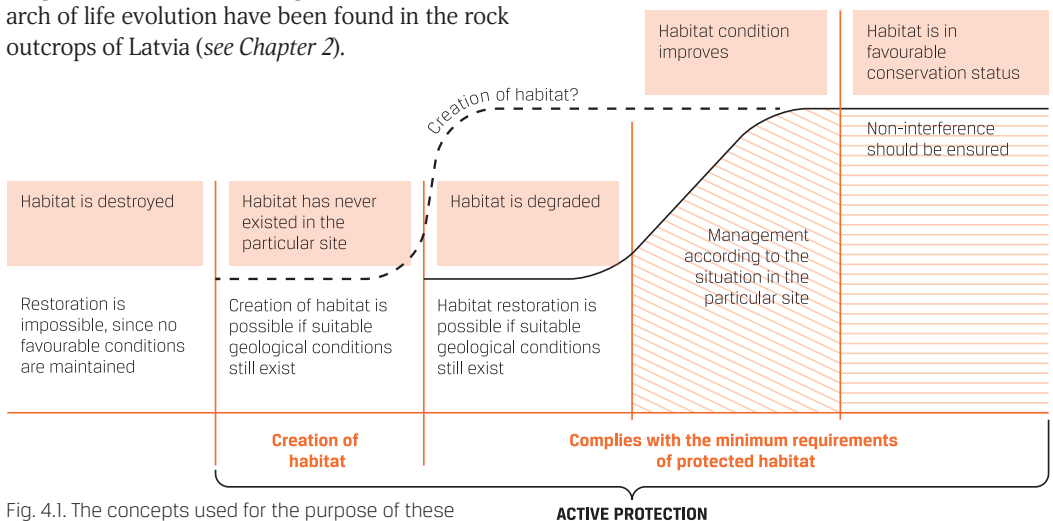 arch of life evolution have been found in the rock
outcrops of Latvia (see Chapter 2).
Habitat condition
improves
Habitat is in
favourable
conservation status
Creation of habitat?
Non-interference
should be ensured
Habitat is destroyed
Habitat has never
existed in the
particular site
Habitat is degraded
Management
according to the
situation in the
particular site
Restoration is
impossible, since no
favourable conditions
are maintained
Creation of habitat is
possible if suitable
geological conditions
still exist
Habitat restoration is
possible if suitable
geological conditions
still exist
Creation of
habitat
Complies with the minimum requirements
of protected habitat
Fig. 4.1. The concepts used for the purpose of these
ACTIVE PROTECTION